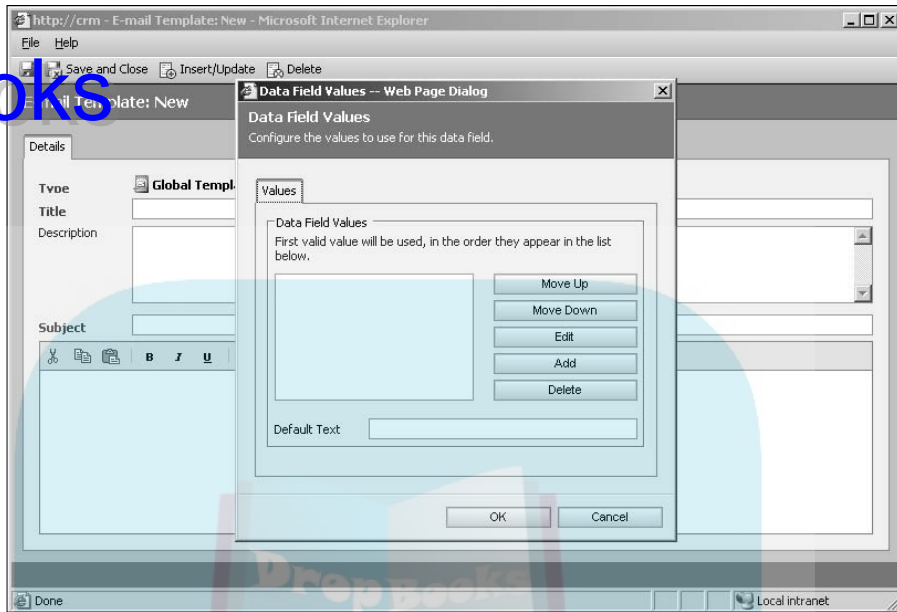 http://crm - E-mail Template: New - Microsoft Internet Explorer
File Help
Save and Close Insert/Update Delete
oks
E-mail Template: New
Details
Type Global Templ
Title
Description
Subject
B I U
Data Field Values -- Web Page Dialog
Data Field Values
Configure the values to use for this data field.
Values
Data Field Values
First valid value will be used, in the order they appear in the list
below.
Move Up
Move Down
Edit
Add
Delete
Default Text
OK Cancel
DropBooks
Done Local intranet